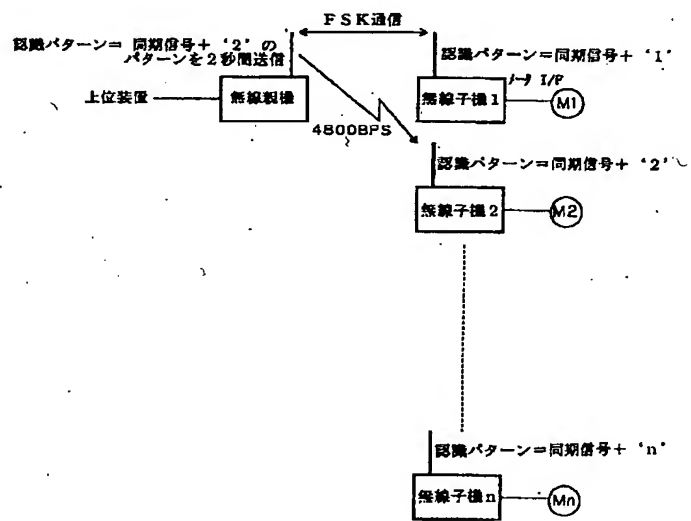 FSK通信
認識パターン= 同期信号+ '2' の
パターンを2秒間送信
認識パターン=同期信号+ '1'
上位装置
無線親機
無線子機1
I/F
M1
4800BPS
認識パターン=同期信号+ '2'
無線子機2
M2
認識パターン=同期信号+ 'n'
無線子機n
Mn